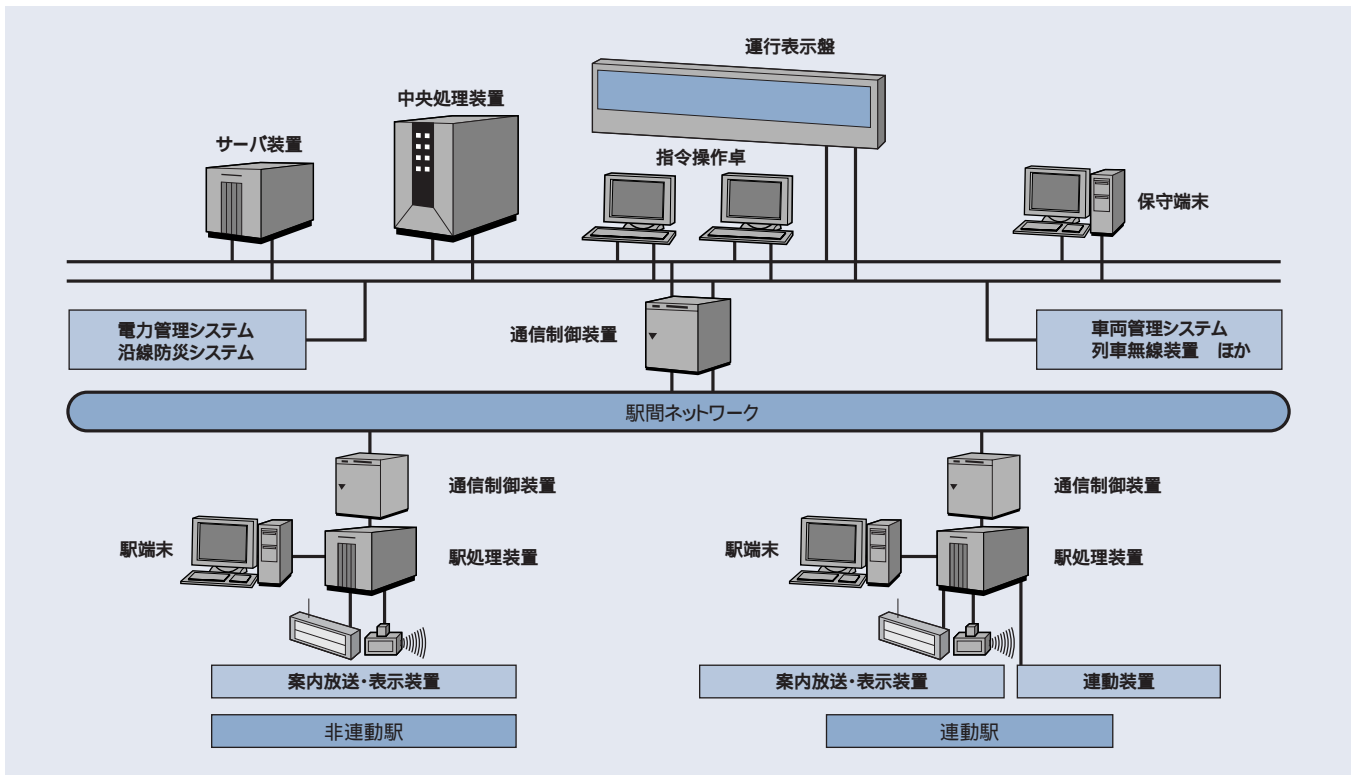 運行表示盤
中央処理装置
サーバ装置
指令操作卓
保守端末
電力管理システム
沿線防災システム
通信制御装置
車両管理システム
列車無線装置　ほか
駅間ネットワーク
通信制御装置
通信制御装置
駅端末
駅処理装置
駅端末
駅処理装置
案内放送・表示装置
案内放送・表示装置
連動装置
非連動駅
連動駅